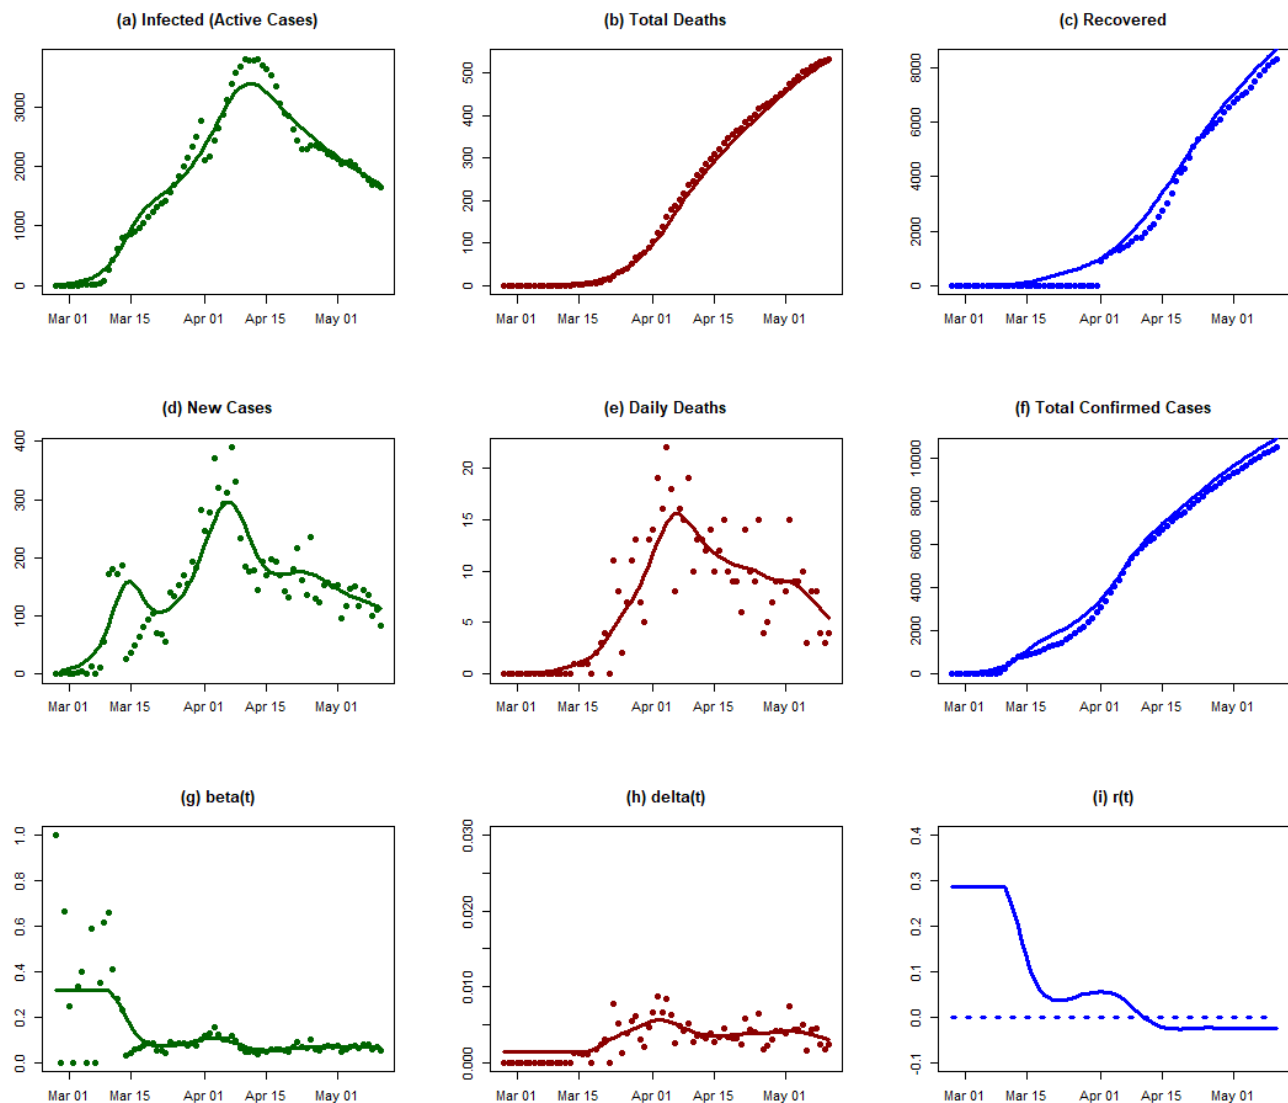 (a) Infected (Active Cases)
3000
2000
1000
0
Mar 01 Mar 15 Apr 01 Apr 15 May 01
(b) Total Deaths
500
400
300
200
100
0
Mar 01 Mar 15 Apr 01 Apr 15 May 01
(c) Recovered
8000
6000
4000
2000
0
Mar 01 Mar 15 Apr 01 Apr 15 May 01
(d) New Cases
400
300
200
100
0
Mar 01 Mar 15 Apr 01 Apr 15 May 01
(e) Daily Deaths
20
15
10
5
0
Mar 01 Mar 15 Apr 01 Apr 15 May 01
(f) Total Confirmed Cases
10000
8000
6000
4000
2000
0
Mar 01 Mar 15 Apr 01 Apr 15 May 01
(g) beta(t)
1.0
0.8
0.6
0.4
0.2
0.0
Mar 01 Mar 15 Apr 01 Apr 15 May 01
(h) delta(t)
0.030
0.020
0.010
0.000
Mar 01 Mar 15 Apr 01 Apr 15 May 01
(i) r(t)
0.4
0.3
0.2
0.1
0.0
-0.1
Mar 01 Mar 15 Apr 01 Apr 15 May 01